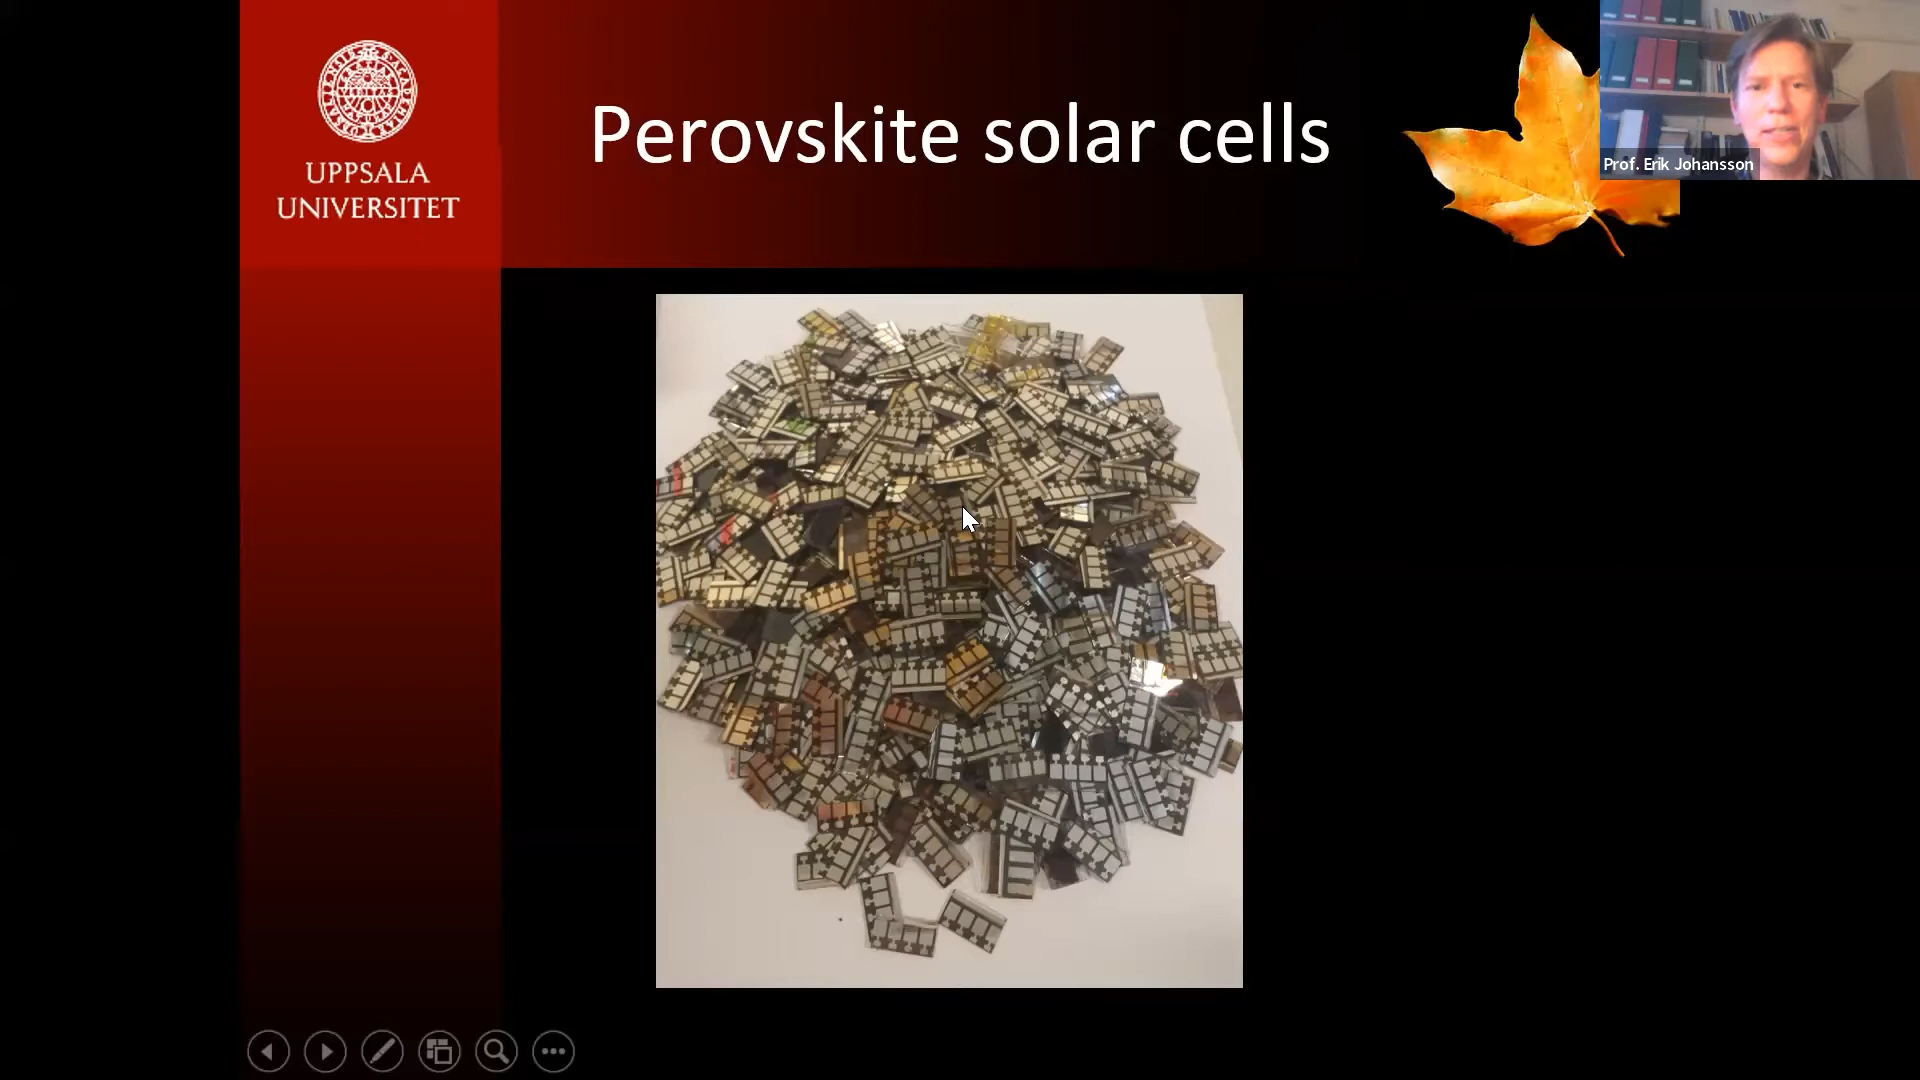 UPPSALA
UNIVERSITET
Perovskite solar cells
Prof. Erik Johansson